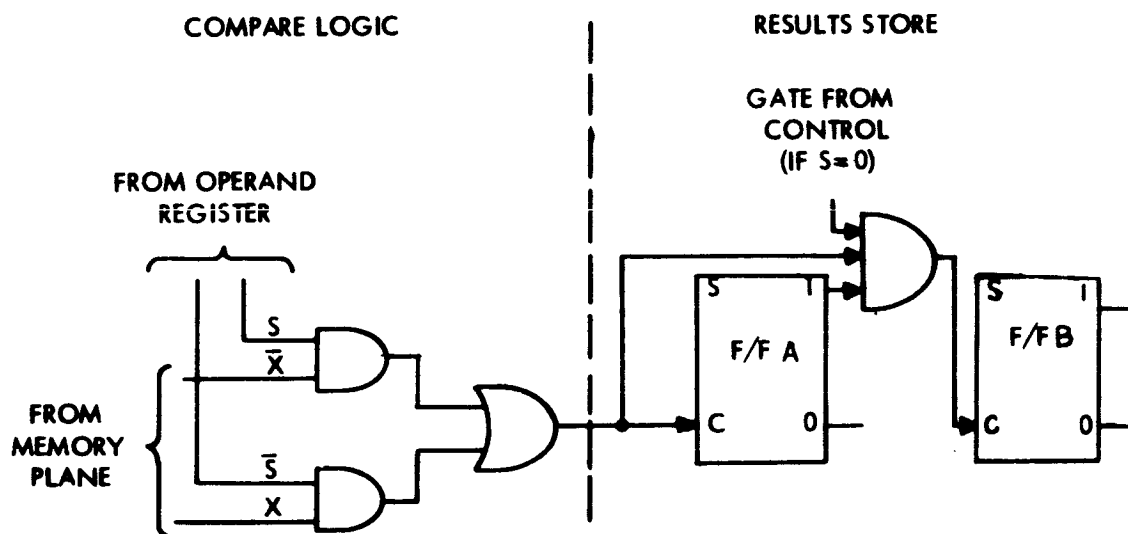 COMPARE LOGIC
RESULTS STORE
GATE FROM
CONTROL
(IF S=0)
FROM OPERAND
REGISTER
S
X̄
FROM
MEMORY
PLANE
S̄
X
S 1
F/F A
C 0
S 1
F/F B
C 0